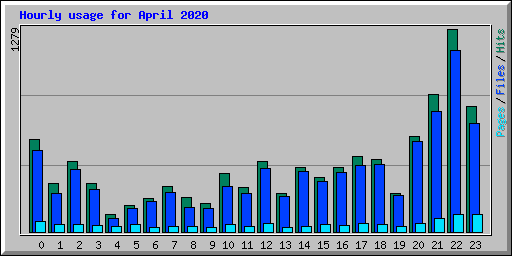 Hourly usage for April 2020
1279
Pages / Files / Hits
0 1 2 3 4 5 6 7 8 9 10 11 12 13 14 15 16 17 18 19 20 21 22 23